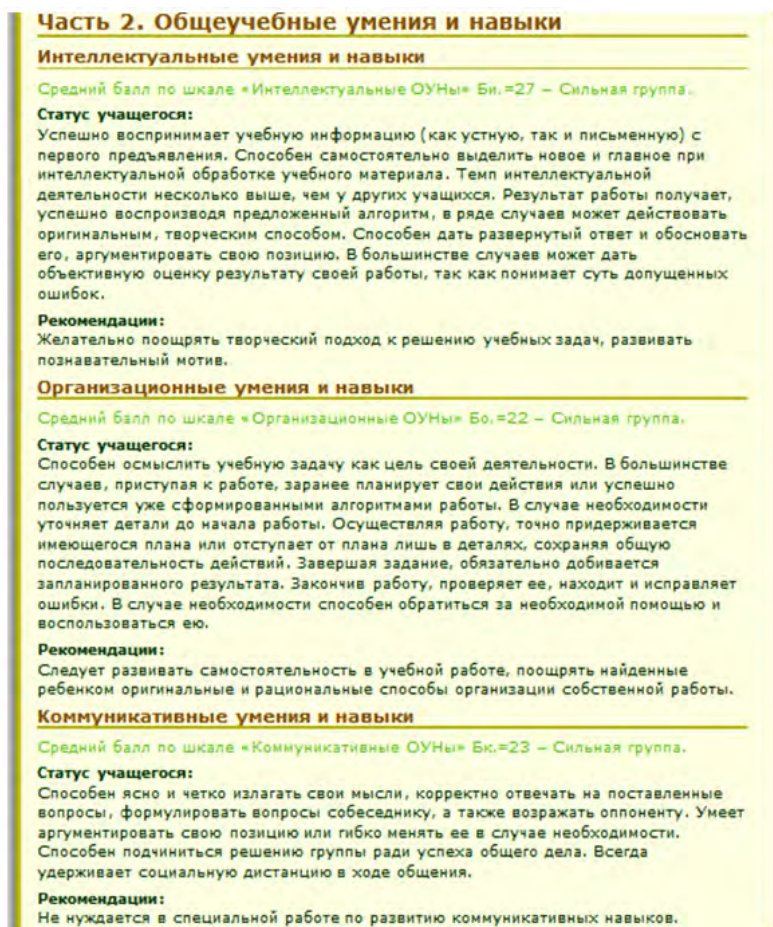 Часть 2. Общеучебные умения и навыки
Интеллектуальные умения и навыки
Средний балл по шкале «Интеллектуальные ОУНы» Би.=27 – Сильная группа.
Статус учащегося:
Успешно воспринимает учебную информацию (как устную, так и письменную) с
первого предъявления. Способен самостоятельно выделить новое и главное при
интеллектуальной обработке учебного материала. Темп интеллектуальной
деятельности несколько выше, чем у других учащихся. Результат работы получает,
успешно воспроизводя предложенный алгоритм, в ряде случаев может действовать
оригинальным, творческим способом. Способен дать развернутый ответ и обосновать
его, аргументировать свою позицию. В большинстве случаев может дать
объективную оценку результату своей работы, так как понимает суть допущенных
ошибок.
Рекомендации:
Желательно поощрять творческий подход к решению учебных задач, развивать
познавательный мотив.
Организационные умения и навыки
Средний балл по шкале «Организационные ОУНы» Бо.=22 – Сильная группа.
Статус учащегося:
Способен осмыслить учебную задачу как цель своей деятельности. В большинстве
случаев, приступая к работе, заранее планирует свои действия или успешно
пользуется уже сформированными алгоритмами работы. В случае необходимости
уточняет детали до начала работы. Осуществляя работу, точно придерживается
имеющегося плана или отступает от плана лишь в деталях, сохраняя общую
последовательность действий. Завершая задание, обязательно добивается
запланированного результата. Закончив работу, проверяет ее, находит и исправляет
ошибки. В случае необходимости способен обратиться за необходимой помощью и
воспользоваться ею.
Рекомендации:
Следует развивать самостоятельность в учебной работе, поощрять найденные
ребенком оригинальные и рациональные способы организации собственной работы.
Коммуникативные умения и навыки
Средний балл по шкале «Коммуникативные ОУНы» Бк.=23 – Сильная группа.
Статус учащегося:
Способен ясно и четко излагать свои мысли, корректно отвечать на поставленные
вопросы, формулировать вопросы собеседнику, а также возражать оппоненту. Умеет
аргументировать свою позицию или гибко менять ее в случае необходимости.
Способен подчиниться решению группы ради успеха общего дела. Всегда
удерживает социальную дистанцию в ходе общения.
Рекомендации:
Не нуждается в специальной работе по развитию коммуникативных навыков.